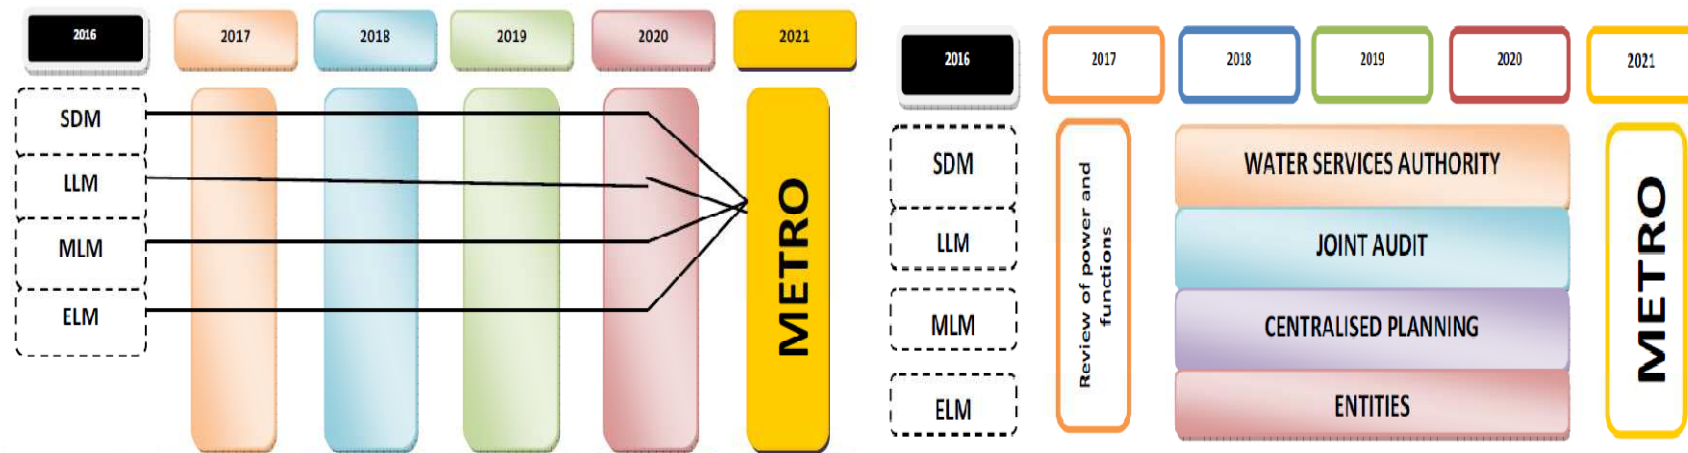 2016
2017
2018
2019
2020
2021
SDM
LLM
MLM
ELM
METRO
2016
2017
2018
2019
2020
2021
SDM
LLM
MLM
ELM
Review of power and
functions
WATER SERVICES AUTHORITY
JOINT AUDIT
CENTRALISED PLANNING
ENTITIES
METRO